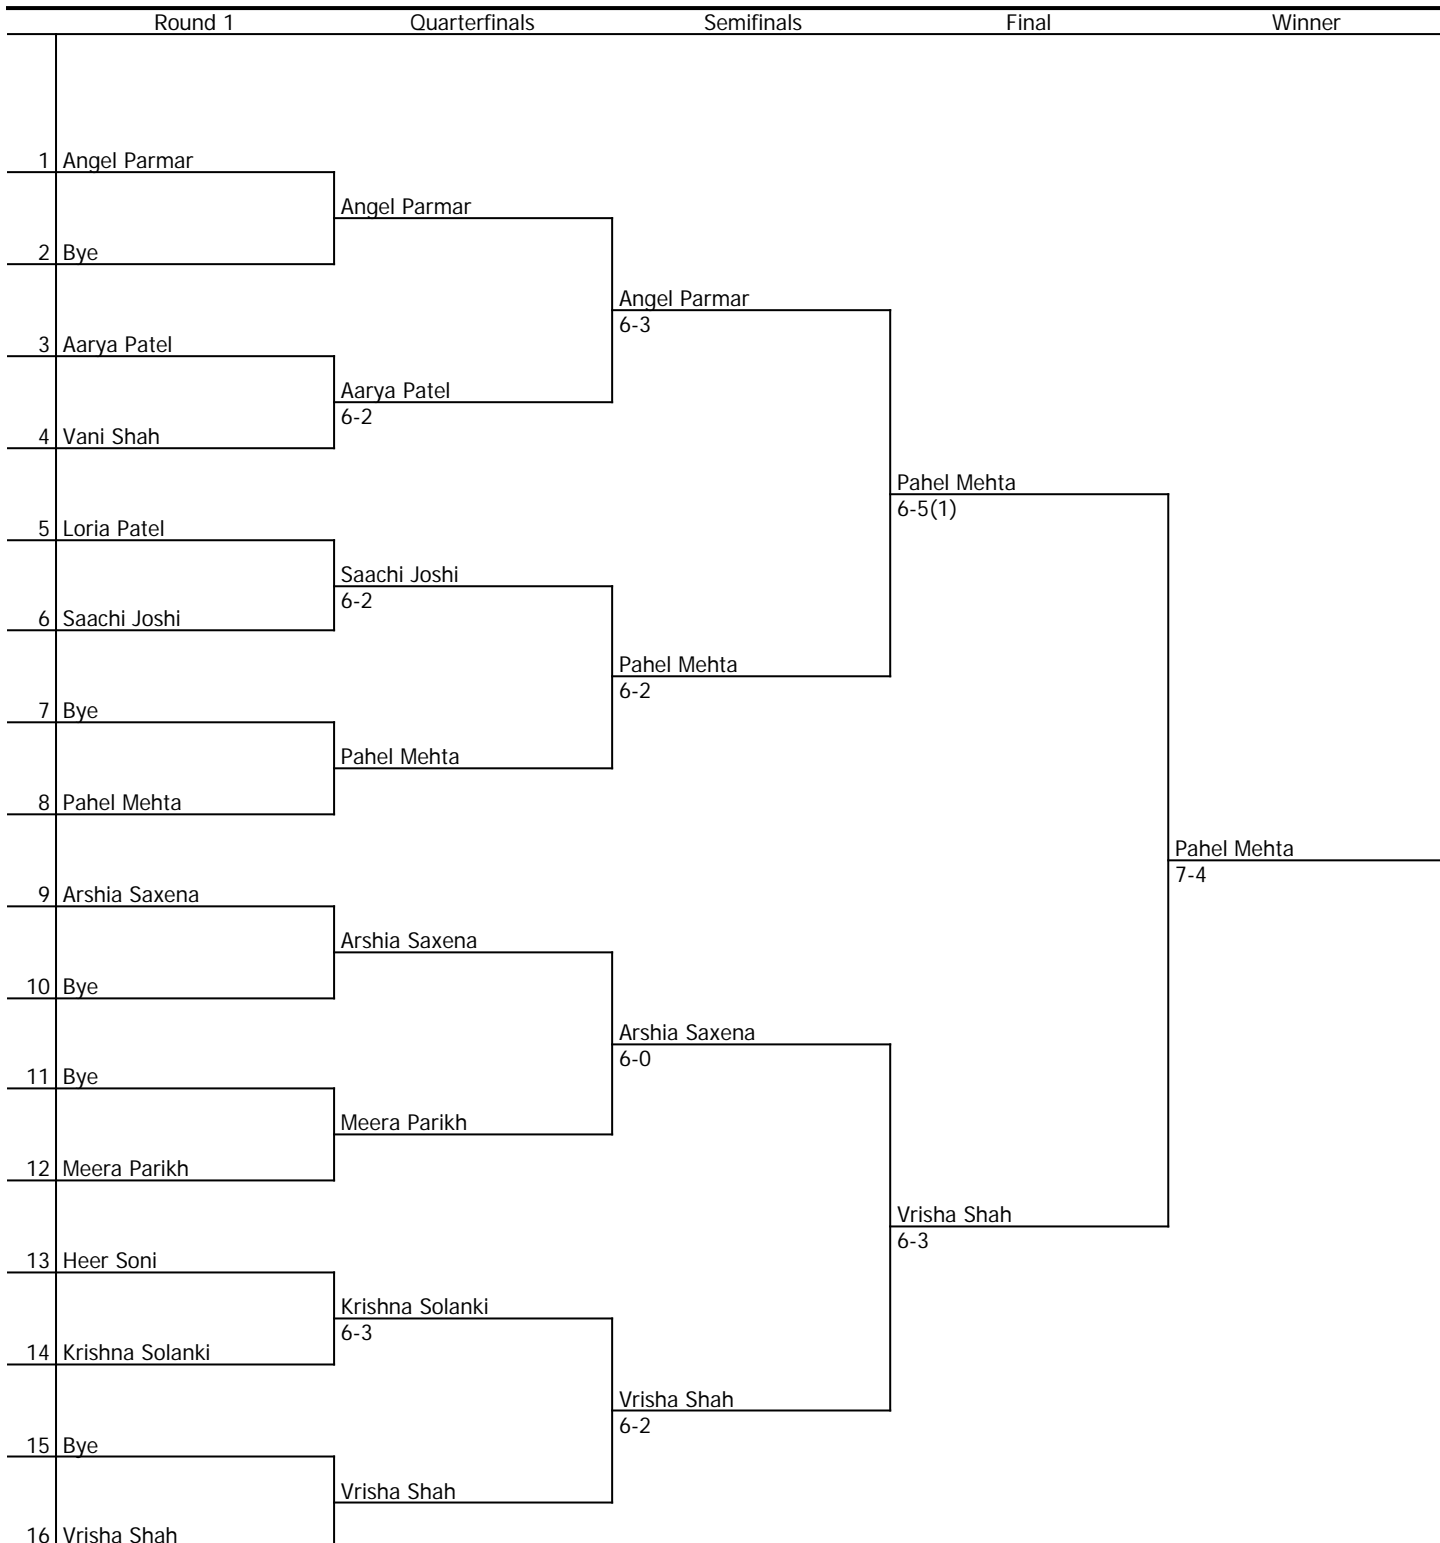 Round 1 Quarterfinals Semifinals Final Winner
1 Angel Parmar
Angel Parmar
2 Bye
Angel Parmar
6-3
3 Aarya Patel
Aarya Patel
6-2
4 Vani Shah
Pahel Mehta
6-5(1)
5 Loria Patel
Saachi Joshi
6-2
6 Saachi Joshi
Pahel Mehta
6-2
7 Bye
Pahel Mehta
8 Pahel Mehta
Pahel Mehta
7-4
9 Arshia Saxena
Arshia Saxena
10 Bye
Arshia Saxena
6-0
11 Bye
Meera Parikh
12 Meera Parikh
Vrisha Shah
6-3
13 Heer Soni
Krishna Solanki
6-3
14 Krishna Solanki
Vrisha Shah
6-2
15 Bye
Vrisha Shah
16 Vrisha Shah